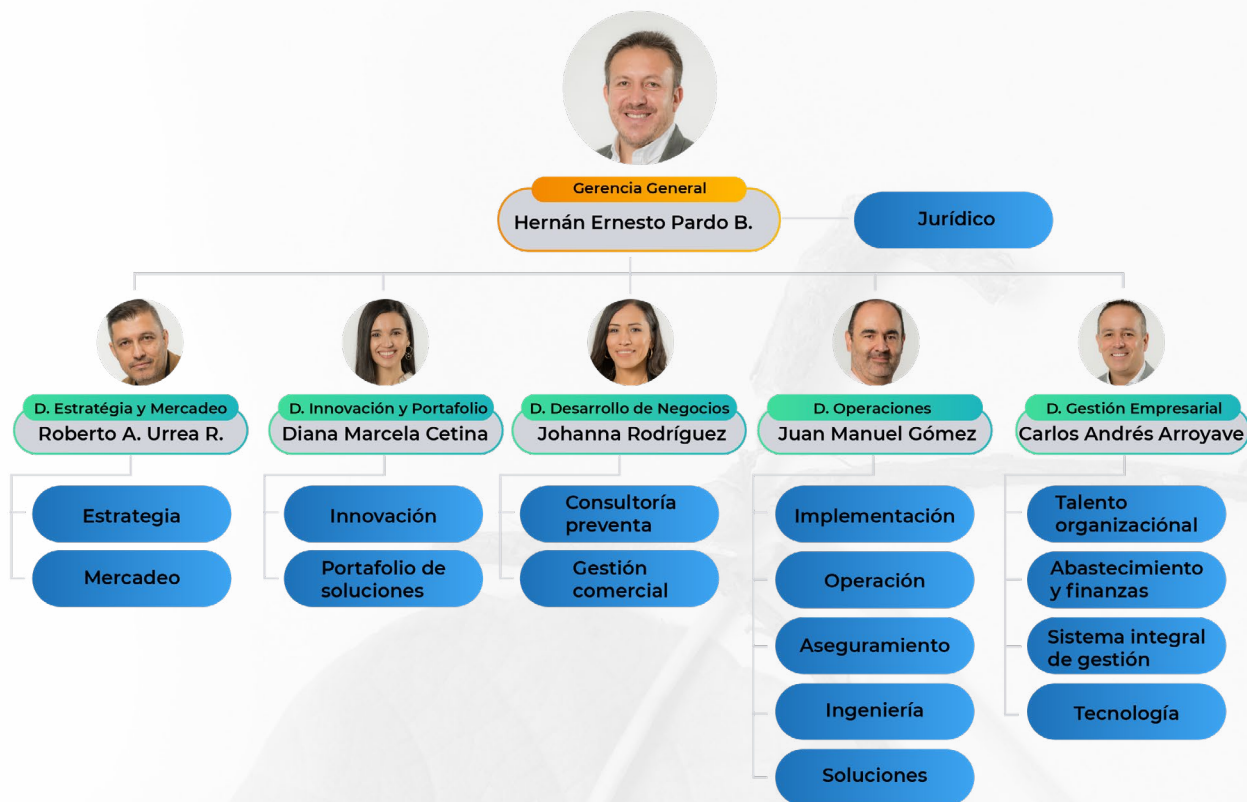 Gerencia General
Hernán Ernesto Pardo B.
Jurídico
D. Estratégia y Mercadeo
Roberto A. Urrea R.
Estrategia
Mercadeo
D. Innovación y Portafolio
Diana Marcela Cetina
Innovación
Portafolio de
soluciones
D. Desarrollo de Negocios
Johanna Rodríguez
Consultoría
preventa
Gestión
comercial
D. Operaciones
Juan Manuel Gómez
Implementación
Operación
Aseguramiento
Ingeniería
Soluciones
D. Gestión Empresarial
Carlos Andrés Arroyave
Talento
organizaciónal
Abastecimiento
y finanzas
Sistema integral
de gestión
Tecnología